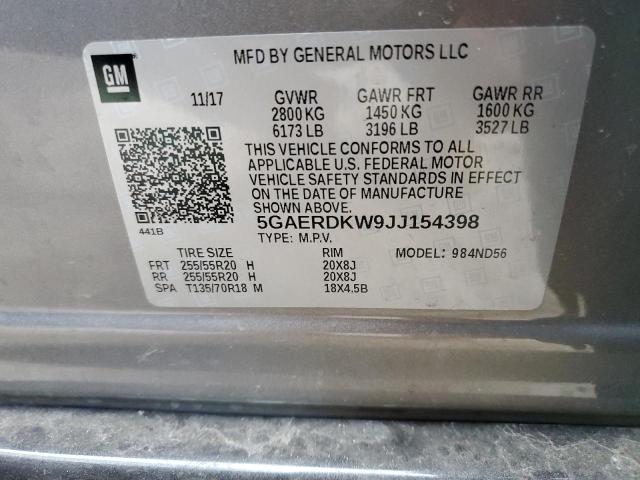 GM
MFD BY GENERAL MOTORS LLC
11/17 GVWR GAWR FRT GAWR RR
2800 KG 1450 KG 1600 KG
6173 LB 3196 LB 3527 LB
THIS VEHICLE CONFORMS TO ALL
APPLICABLE U.S. FEDERAL MOTOR
VEHICLE SAFETY STANDARDS IN EFFECT
ON THE DATE OF MANUFACTURE
SHOWN ABOVE.
441B
5GAERDKW9JJ154398
TYPE: M.P.V.
TIRE SIZE RIM MODEL: 984ND56
FRT 255/55R20 H 20X8J
RR 255/55R20 H 20X8J
SPA T135/70R18 M 18X4.5B